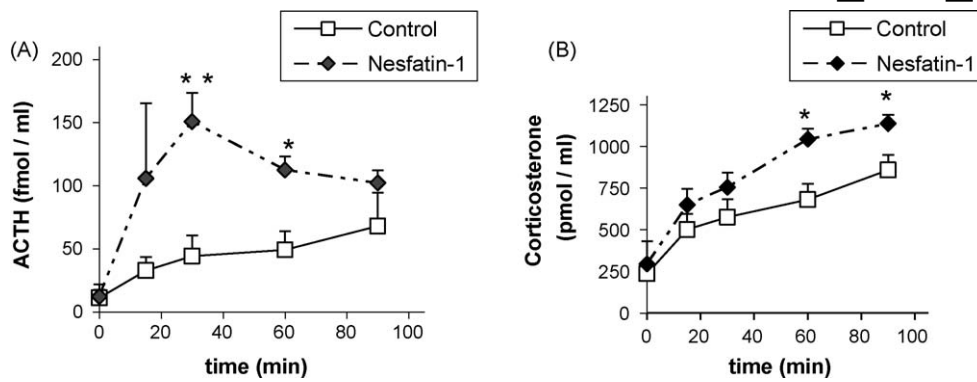 (A)
Control
Nesfatin-1
ACTH (fmol / ml)
200
150
100
50
0
* *
*
0 20 40 60 80 100
time (min)
(B)
Control
Nesfatin-1
Corticosterone
(pmol / ml)
1250
1000
750
500
250
0
*
*
0 20 40 60 80 100
time (min)